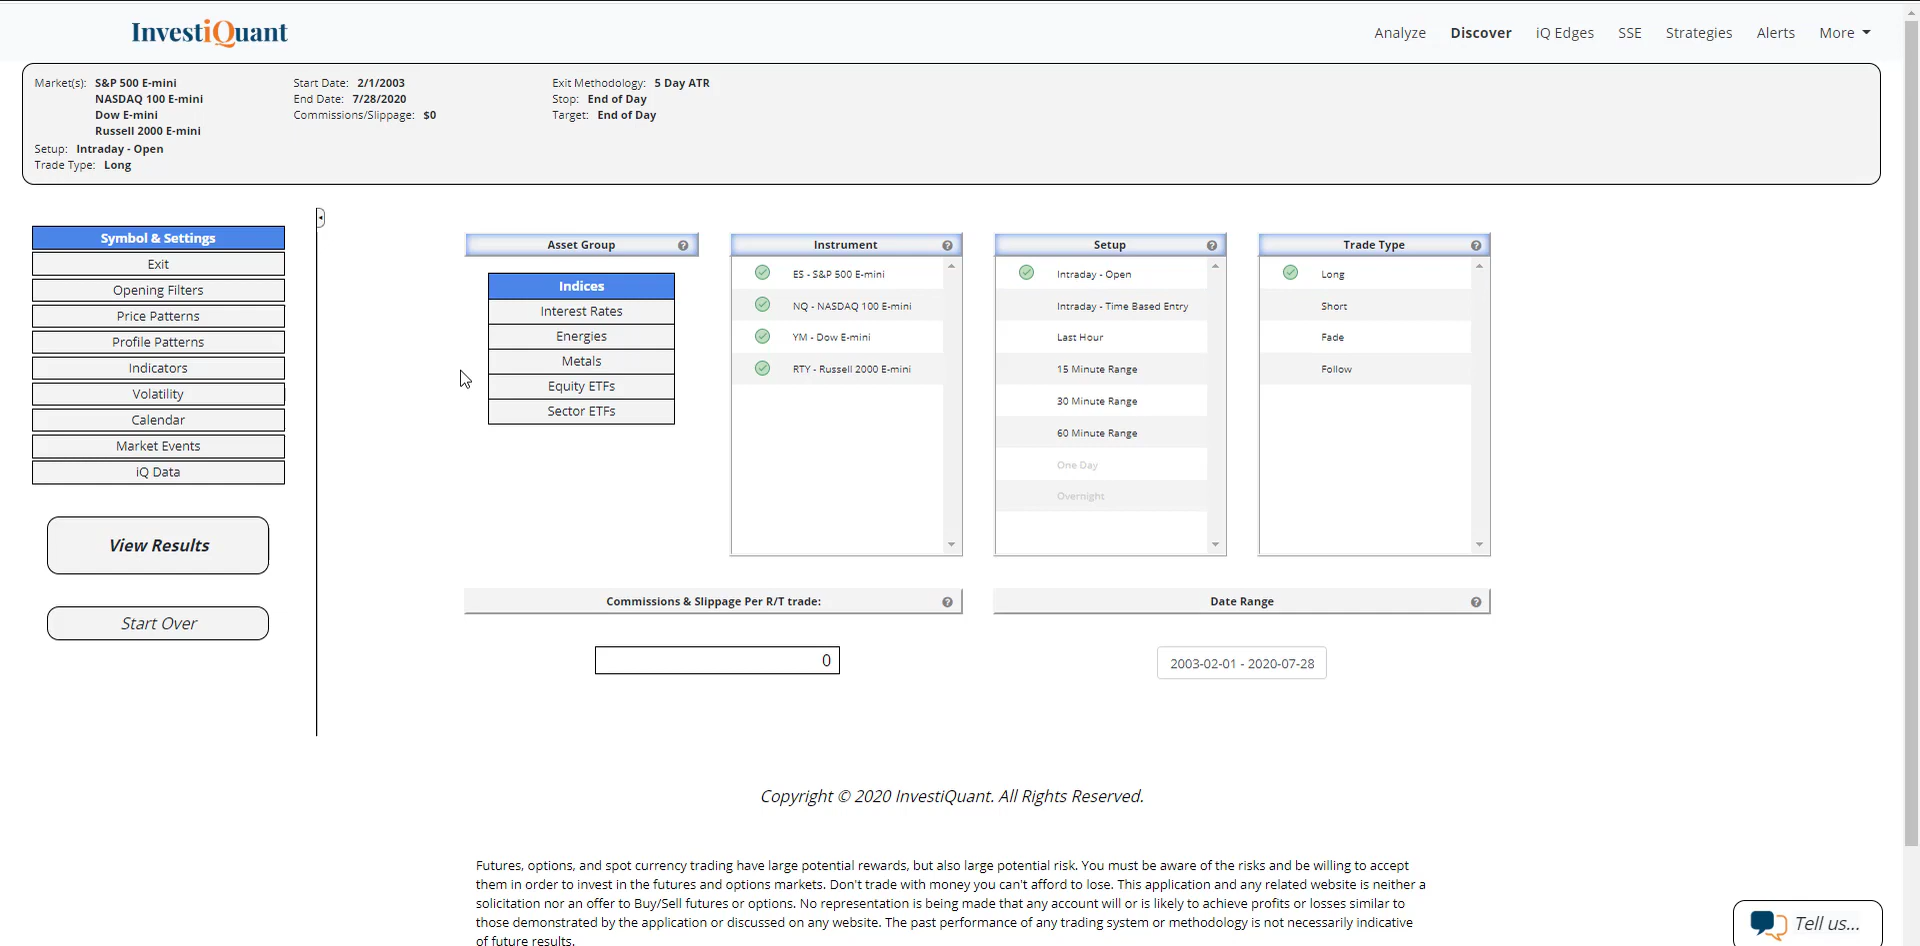 InvestiQuant
Analyze Discover iQ Edges SSE Strategies Alerts More
Market(s): S&P 500 E-mini
NASDAQ 100 E-mini
Dow E-mini
Russell 2000 E-mini
Setup: Intraday - Open
Trade Type: Long
Start Date: 2/1/2003
End Date: 7/28/2020
Commissions/Slippage: $0
Exit Methodology: 5 Day ATR
Stop: End of Day
Target: End of Day
Symbol & Settings
Exit
Opening Filters
Price Patterns
Profile Patterns
Indicators
Volatility
Calendar
Market Events
iQ Data
View Results
Start Over
Asset Group ?
Indices
Interest Rates
Energies
Metals
Equity ETFs
Sector ETFs
Instrument ?
ES - S&P 500 E-mini
NQ - NASDAQ 100 E-mini
YM - Dow E-mini
RTY - Russell 2000 E-mini
Setup ?
Intraday - Open
Intraday - Time Based Entry
Last Hour
15 Minute Range
30 Minute Range
60 Minute Range
One Day
Overnight
Trade Type ?
Long
Short
Fade
Follow
Commissions & Slippage Per R/T trade: ?
0
Date Range ?
2003-02-01 - 2020-07-28
Copyright © 2020 InvestiQuant. All Rights Reserved.
Futures, options, and spot currency trading have large potential rewards, but also large potential risk. You must be aware of the risks and be willing to accept
them in order to invest in the futures and options markets. Don't trade with money you can't afford to lose. This application and any related website is neither a
solicitation nor an offer to Buy/Sell futures or options. No representation is being made that any account will or is likely to achieve profits or losses similar to
those demonstrated by the application or discussed on any website. The past performance of any trading system or methodology is not necessarily indicative
of future results.
Tell us...